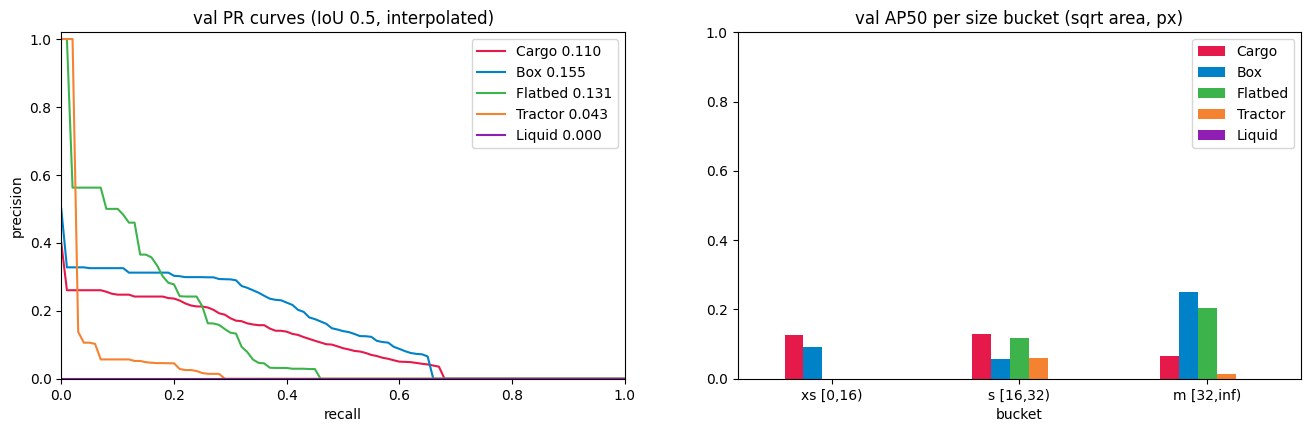 val PR curves (IoU 0.5, interpolated)
1.0
0.8
0.6
0.4
0.2
0.0
precision
Cargo 0.110
Box 0.155
Flatbed 0.131
Tractor 0.043
Liquid 0.000
0.0 0.2 0.4 0.6 0.8 1.0
recall
val AP50 per size bucket (sqrt area, px)
1.0
0.8
0.6
0.4
0.2
0.0
Cargo
Box
Flatbed
Tractor
Liquid
xs [0,16) s [16,32) m [32,inf)
bucket